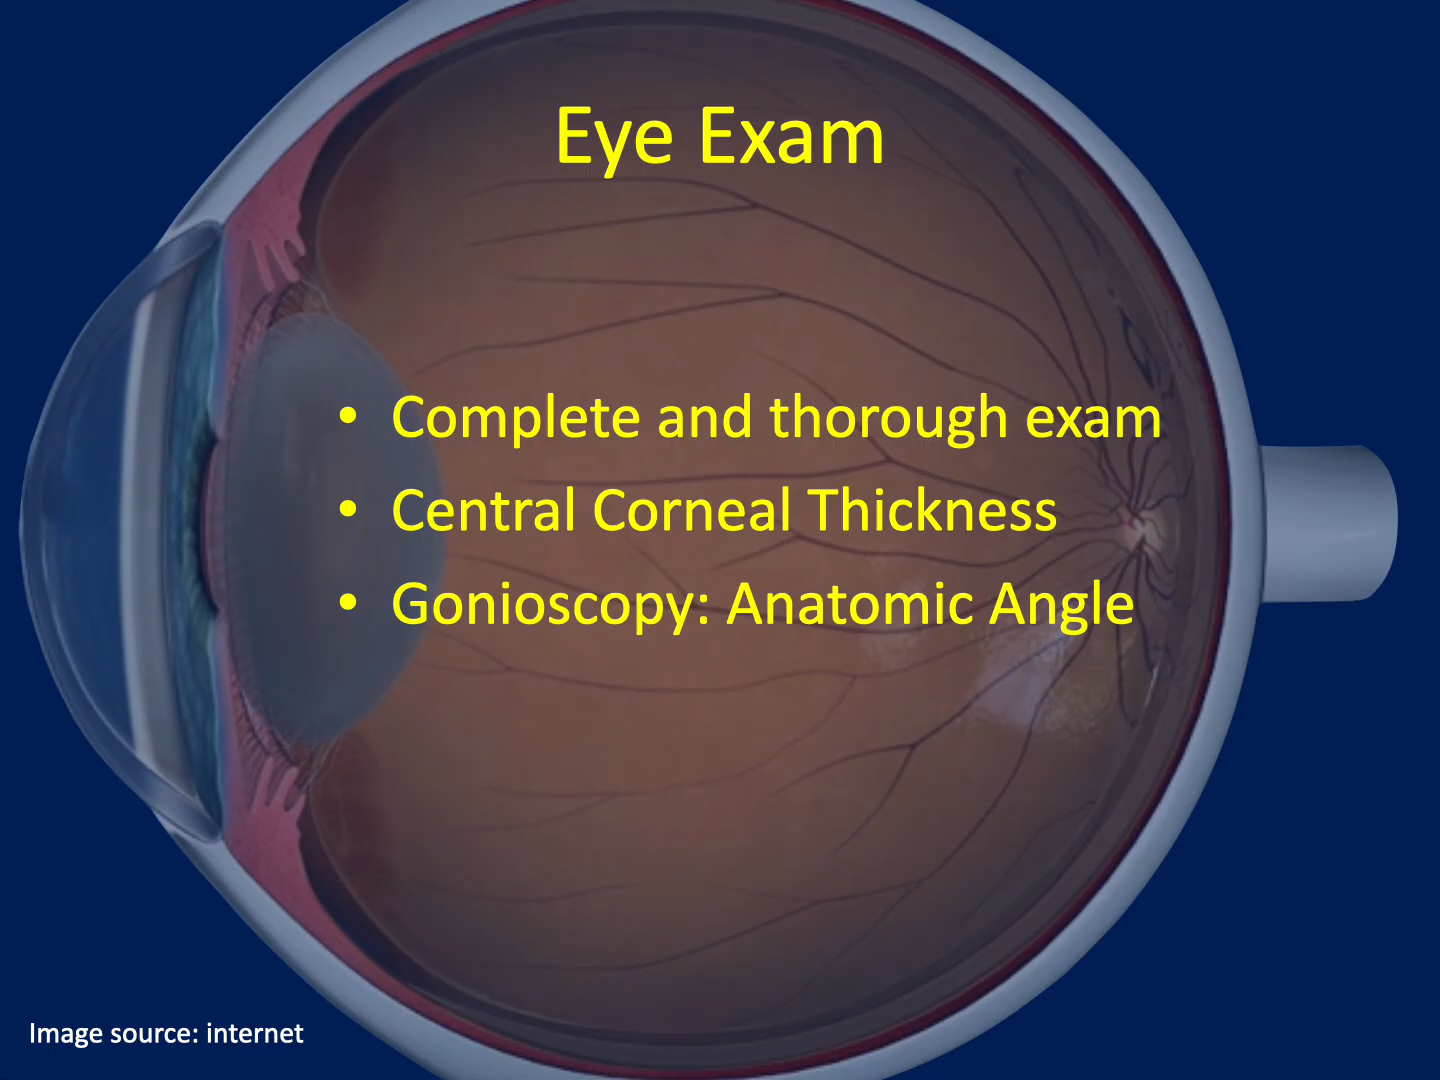 Eye Exam
• Complete and thorough exam
• Central Corneal Thickness
• Gonioscopy: Anatomic Angle
Image source: internet